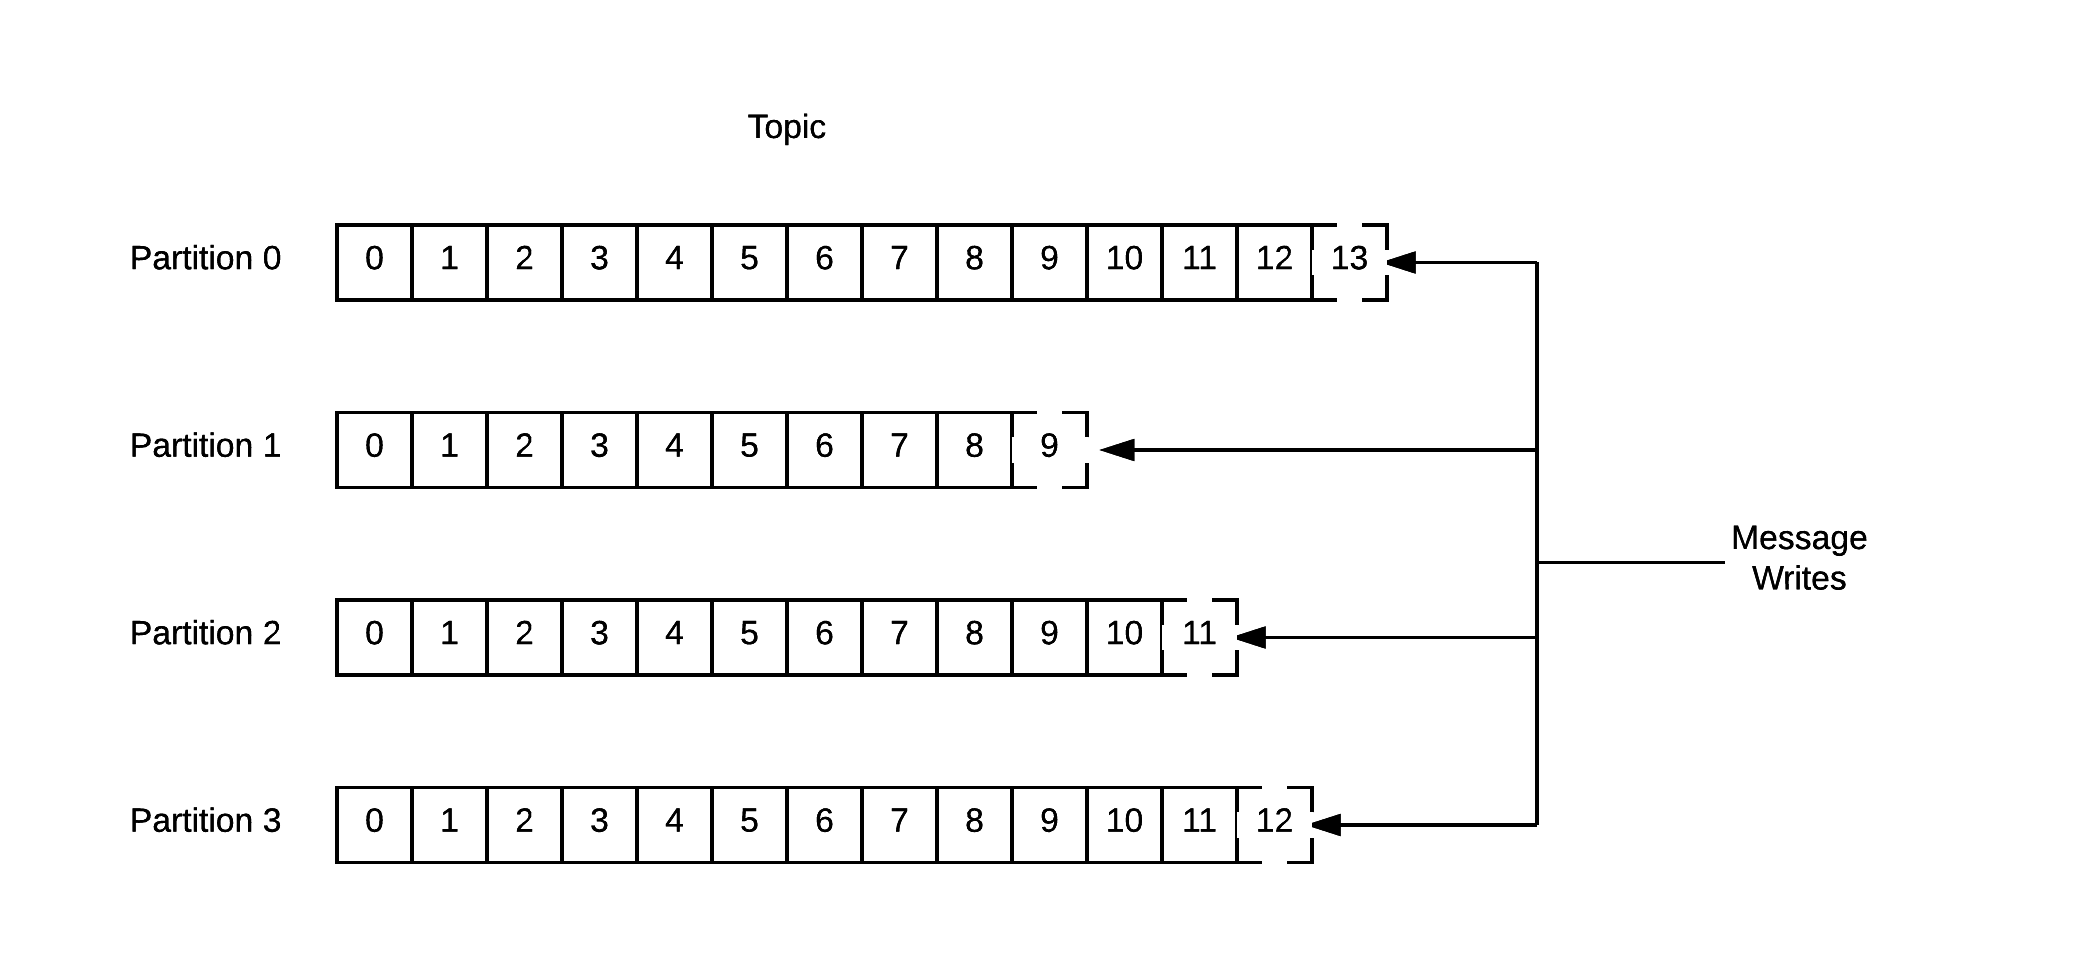 Topic
Partition 0 0 1 2 3 4 5 6 7 8 9 10 11 12 13
Partition 1 0 1 2 3 4 5 6 7 8 9
Message
Writes
Partition 2 0 1 2 3 4 5 6 7 8 9 10 11
Partition 3 0 1 2 3 4 5 6 7 8 9 10 11 12